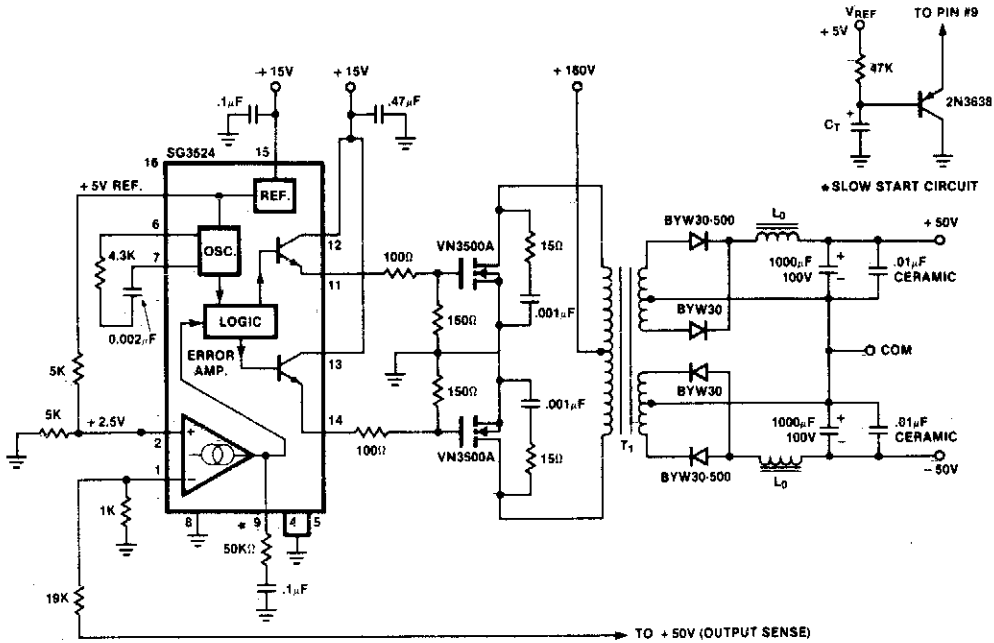 VREF
+5V
TO PIN #9
47K
2N3638
CT
+
*SLOW START CIRCUIT
+15V
+15V
+160V
.1μF
.47μF
SG3524
16
15
+5V REF.
REF.
6
OSC.
7
4.3K
0.002μF
12
11
LOGIC
ERROR
AMP.
13
14
100Ω
VN3500A
150Ω
150Ω
15Ω
.001μF
.001μF
15Ω
100Ω
VN3500A
T1
BYW30-500
L0
+50V
1000μF
100V
+
−
.01μF
CERAMIC
BYW30
COM
BYW30
1000μF
100V
+
−
.01μF
CERAMIC
BYW30-500
L0
−50V
5K
5K
+2.5V
2
+
1
−
1K
8
*
9
4
5
50KΩ
.1μF
19K
TO +50V (OUTPUT SENSE)